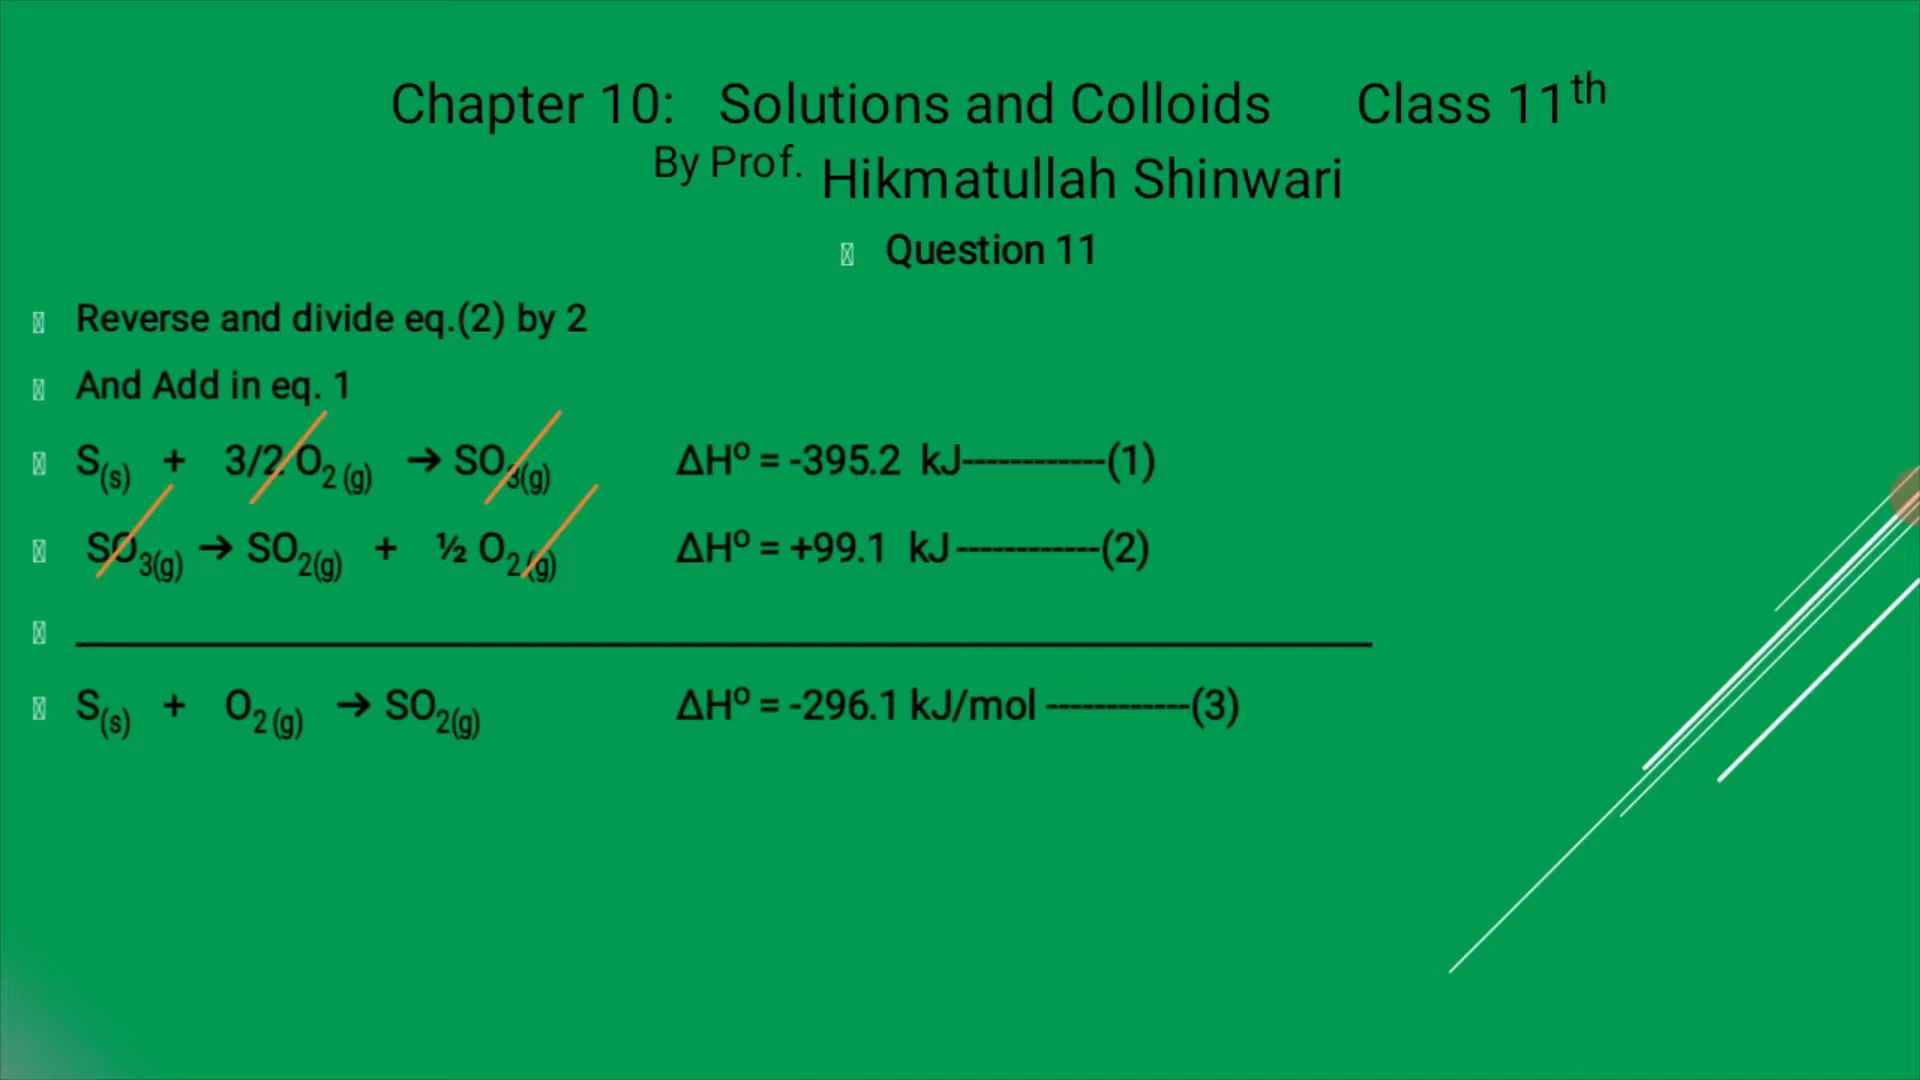 Chapter 10: Solutions and Colloids Class 11th
By Prof. Hikmatullah Shinwari
Question 11
Reverse and divide eq.(2) by 2
And Add in eq. 1
S(s) + 3/2 O2 (g) → SO3(g) ΔHº = -395.2 kJ------------(1)
SO3(g) → SO2(g) + ½ O2 (g) ΔHº = +99.1 kJ------------(2)
S(s) + O2 (g) → SO2(g) ΔHº = -296.1 kJ/mol ------------(3)